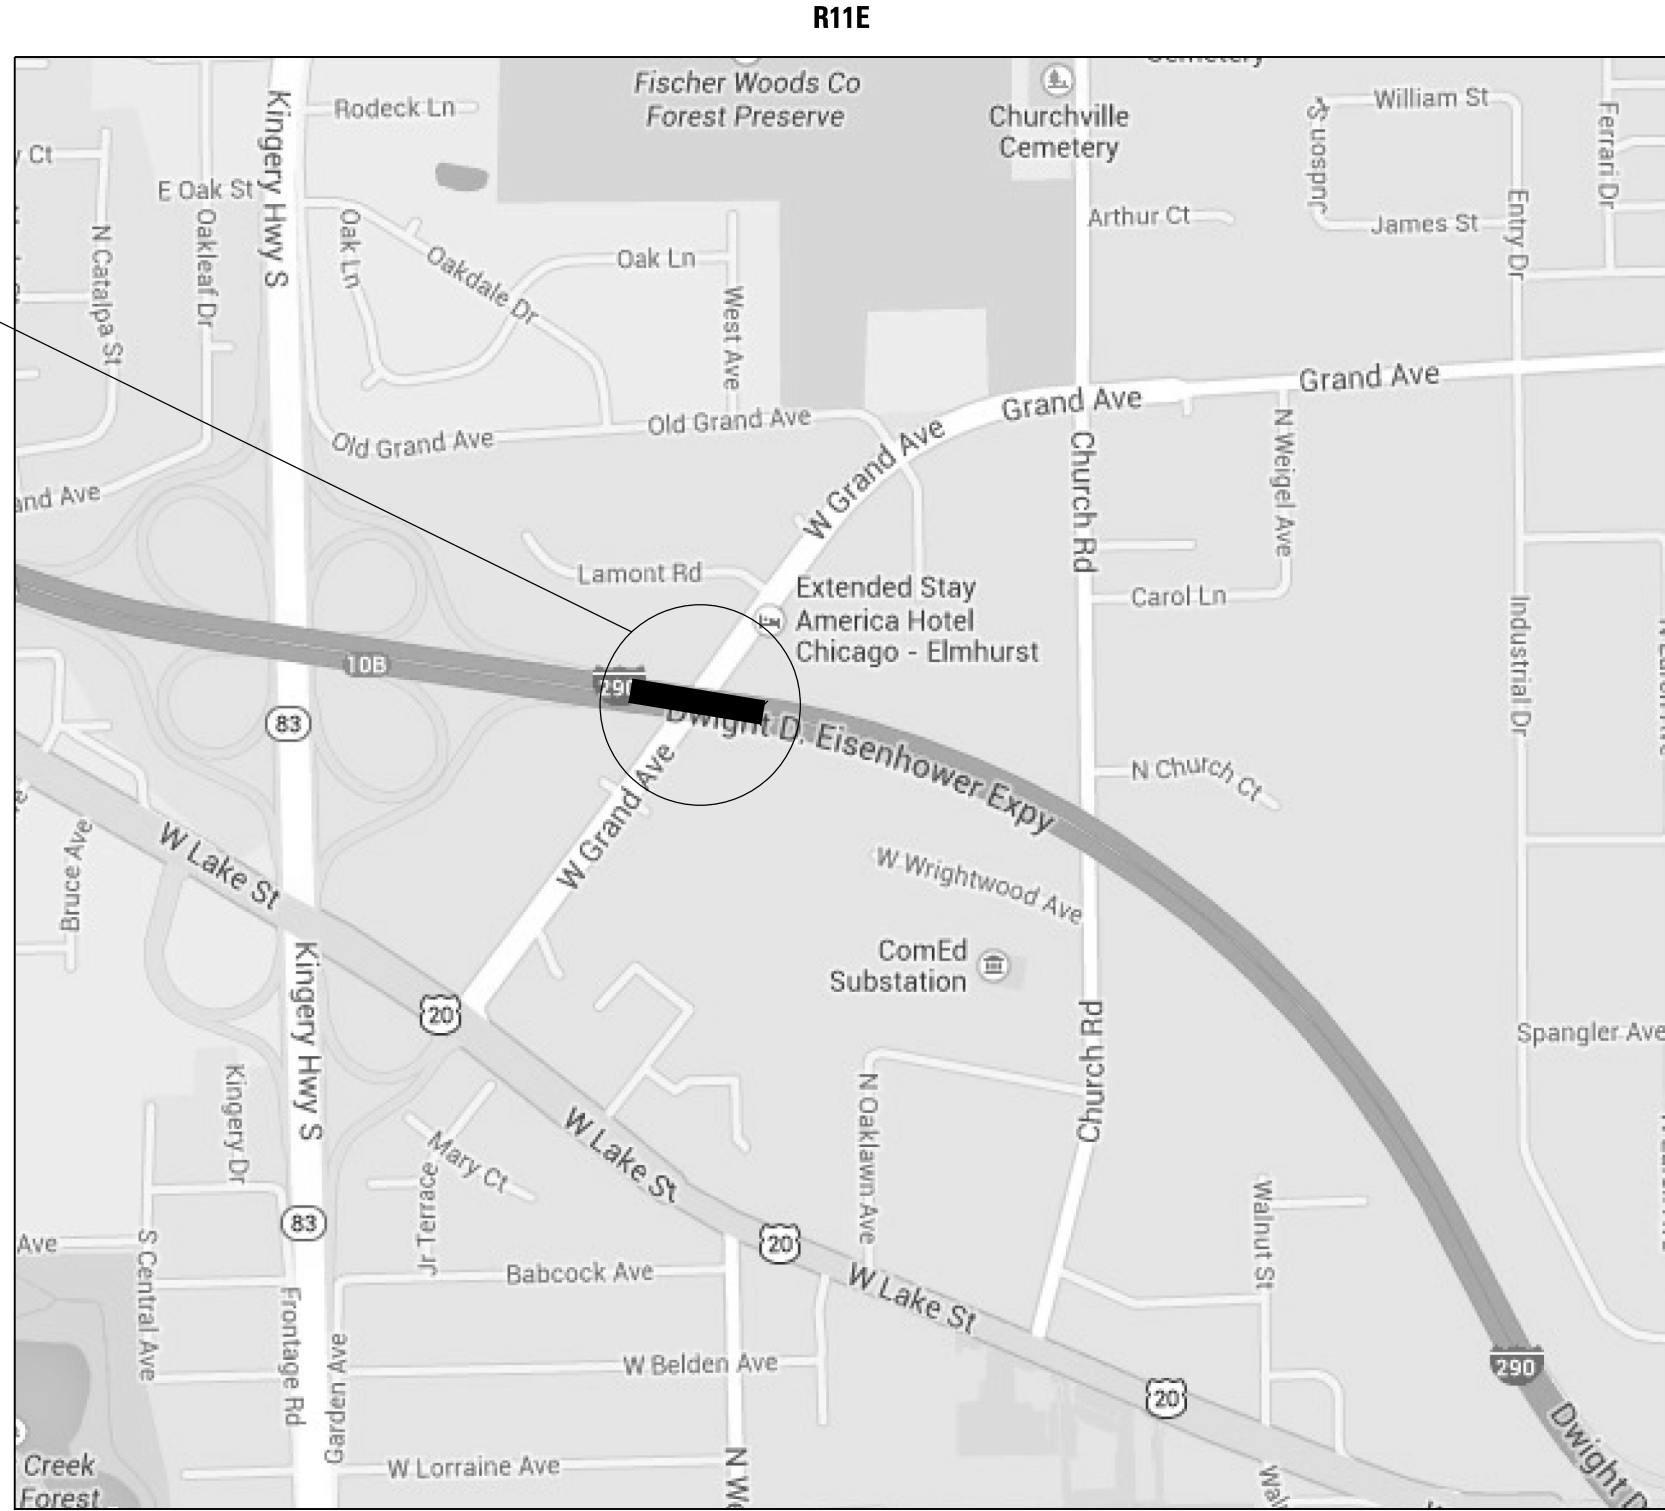 R11E
Fischer Woods Co
Forest Preserve
Churchville
Cemetery
Cemetery
William St
Judson St
Ferrari Dr
Rodeck Ln
Kingery Hwy S
y Ct
E Oak St
Oakleaf Dr
N Catalpa St
Oak Ln
Oakdale Dr
Oak Ln
West Ave
Arthur Ct
James St
Entry Dr
Old Grand Ave
Old Grand Ave
Grand Ave
Grand Ave
W Grand Ave
Church Rd
N Weigel Ave
and Ave
Lamont Rd
Extended Stay
America Hotel
Chicago - Elmhurst
Carol Ln
Industrial Dr
10B
290
83
Dwight D. Eisenhower Expy
N Church Ct
W Grand Ave
W Lake St
Bruce Ave
W Wrightwood Ave
ComEd
Substation
Kingery Hwy S
20
Church Rd
Spangler Ave
Kingery Dr
N Oaklawn Ave
W Lake St
Mary Ct
Jr Terrace
83
Ave
S Central Ave
Walnut St
20
Babcock Ave
W Lake St
Frontage Rd
Garden Ave
W Belden Ave
290
20
Dwight D
Creek
Forest
W Lorraine Ave
N We
Wal